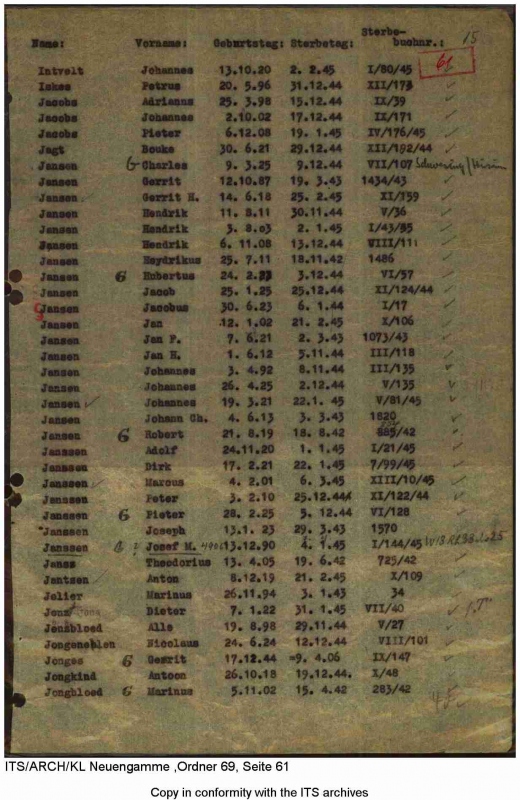 15
Name: Vorname: Geburtstag: Sterbetag: Sterbebuchnr.:
61
Intvelt Johannes 13.10.20 2. 2.45 I/80/45
Iskes Petrus 20. 5.96 31.12.44 XII/173
Jacobs Adrianus 25. 3.98 15.12.44 IX/39
Jacobs Johannes 2.10.02 17.12.44 IX/171
Jacobs Pieter 6.12.08 19. 1.45 IV/176/45
Jagt Bouke 30. 6.21 29.12.44 XII/192/44
Jansen G Charles 9. 3.25 9.12.44 VII/107
Jansen Gerrit 12.10.87 19. 3.43 1434/43
Jansen Gerrit H. 14. 6.18 25. 2.45 XI/159
Jansen Hendrik 11. 8.11 30.11.44 V/36
Jansen Hendrik 3. 8.03 2. 1.45 I/43/
Jansen Hendrik 6. 11.08 13.12.44 VIII/111
Jansen Heydrikus 25. 7.11 18.11.42 1486
Jansen G Hubertus 24. 2. 3.12.44 VI/57
Jansen Jacob 25. 1.25 25.12.44 XI/124/44
Jansen Jacobus 30. 6.23 6. 1.44 I/17
Jansen Jan 12. 1.02 21. 2.45 X/106
Jansen Jan F. 7. 6.21 2. 3.43 1073/43
Jansen Jan H. 1. 6.12 5.11.44 III/118
Jansen Johannes 3. 4.92 8.11.44 III/135
Jansen Johannes 26. 4.25 2.12.44 V/135
Jansen Johannes 19. 3.21 22.1. 45 V/81/45
Jansen Johann Ch. 4. 6.13 3. 3.43 1820
Jansen G Robert 21. 8.19 18. 8.42 885/42
Janssen Adolf 24.11.20 1. 1.45 I/21/45
Janssen Dirk 17. 2.21 22. 1.45 7/99/45
Janssen Marcus 4. 2.01 6. 3.45 XIII/10/45
Janssen Peter 3. 2.10 25.12.44 XI/122/44
Janssen G Pieter 28. 2.25 5. 12.44 VI/128
Janssen Joseph 13.1. 23 29. 3.43 1570
Janssen Josef M. 13.12.90 4. 1.45 I/144/45
Janss Theodorius 13. 4.05 19. 6.42 725/42
Jentsen Anton 8.12.19 21. 2.45 X/109
Jelier Marinus 26.11.94 3. 1.43 34
Dieter 7. 1.22 31. 1.45 VII/40
Jensbloed Alle 19. 8.98 29.11.44 V/27
Jongeneblen Nicolaus 24. 6.24 12.12.44 VIII/101
Jonges G Gerrit 17.12.44 =9. 4.06 IX/147
Jongkind Antoon 26.10.18 19.12.44. X/48
Jongbloed G Marinus 5.11.02 15. 4.42 283/42
ITS/ARCH/KL Neuengamme ,Ordner 69, Seite 61
Copy in conformity with the ITS archives